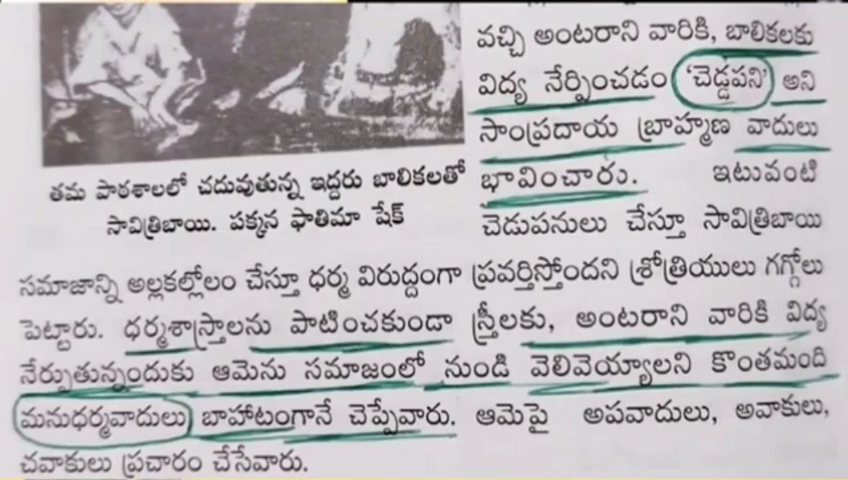 వచ్చి అంటరాని వారికి, బాలికలకు
విద్య నేర్పించడం 'చెడ్డపని' అని
సాంప్రదాయ బ్రాహ్మణ వాదులు
భావించారు. ఇటువంటి
చెడుపనులు చేస్తూ సావిత్రిబాయి
తమ పాఠశాలలో చదువుతున్న ఇద్దరు బాలికలతో
సావిత్రిబాయి. పక్కన ఫాతిమా షేక్
సమాజాన్ని అల్లకల్లోలం చేస్తూ ధర్మ విరుద్ధంగా ప్రవర్తిస్తోందని శ్రోత్రియులు గగ్గోలు
పెట్టారు. ధర్మశాస్త్రాలను పాటించకుండా స్త్రీలకు, అంటరాని వారికి విద్య
నేర్పుతున్నందుకు ఆమెను సమాజంలో నుండి వెలివెయ్యాలని కొంతమంది
మనుధర్మవాదులు బాహాటంగానే చెప్పేవారు. ఆమెపై అపవాదులు, అవాకులు,
చవాకులు ప్రచారం చేసేవారు.